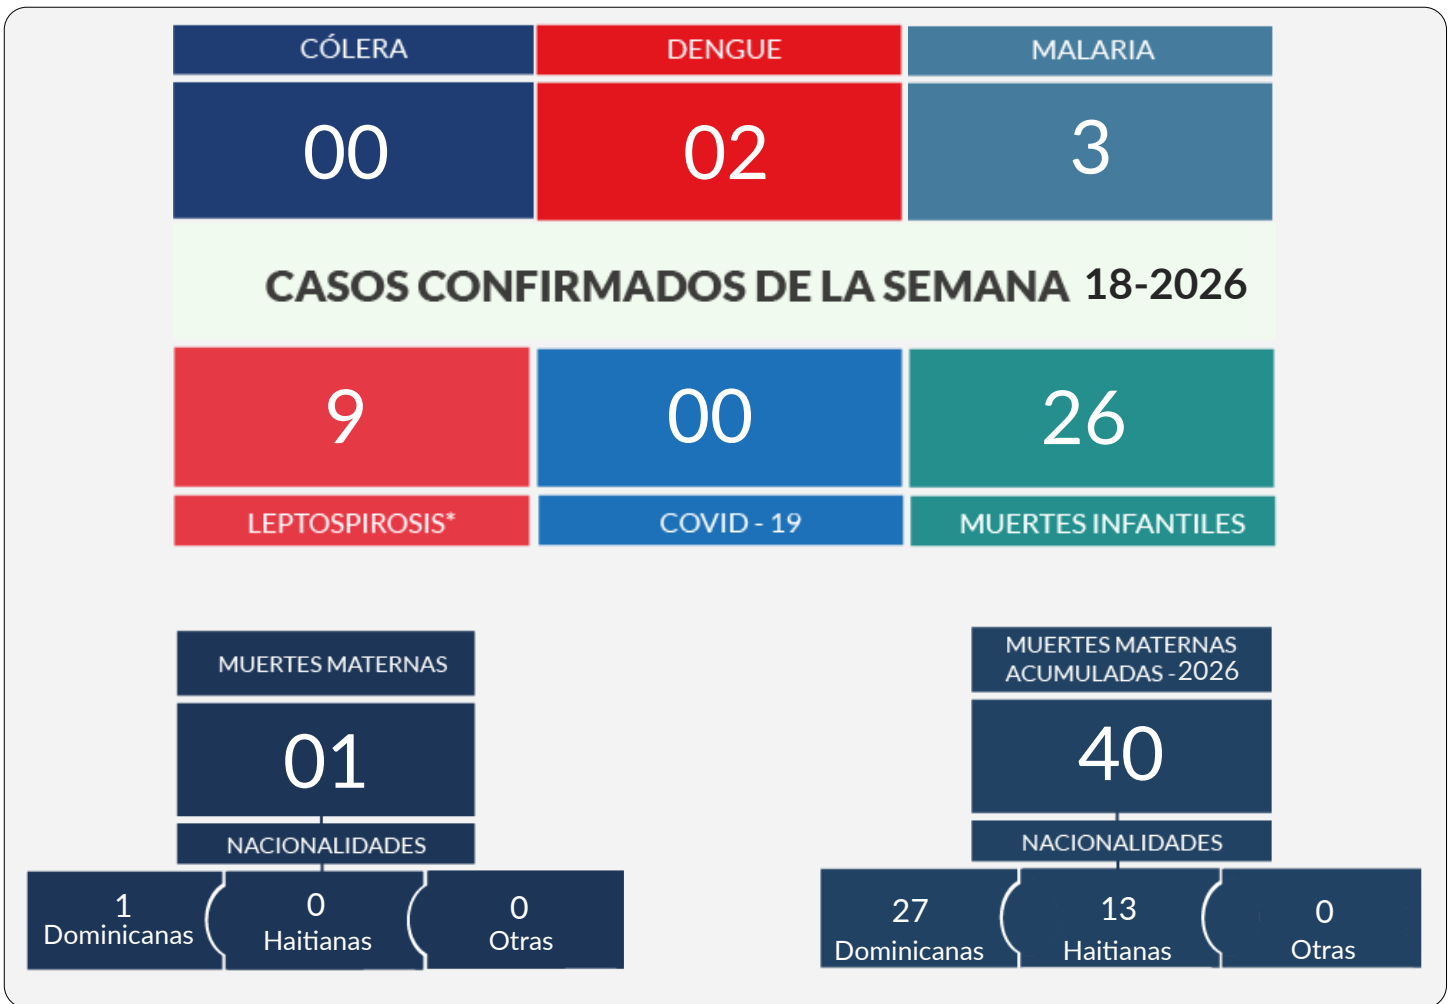 CÓLERA
DENGUE
MALARIA
00
02
3
CASOS CONFIRMADOS DE LA SEMANA 18-2026
9
00
26
LEPTOSPIROSIS*
COVID - 19
MUERTES INFANTILES
MUERTES MATERNAS
01
NACIONALIDADES
1
Dominicanas
0
Haitianas
0
Otras
MUERTES MATERNAS
ACUMULADAS - 2026
40
NACIONALIDADES
27
Dominicanas
13
Haitianas
0
Otras